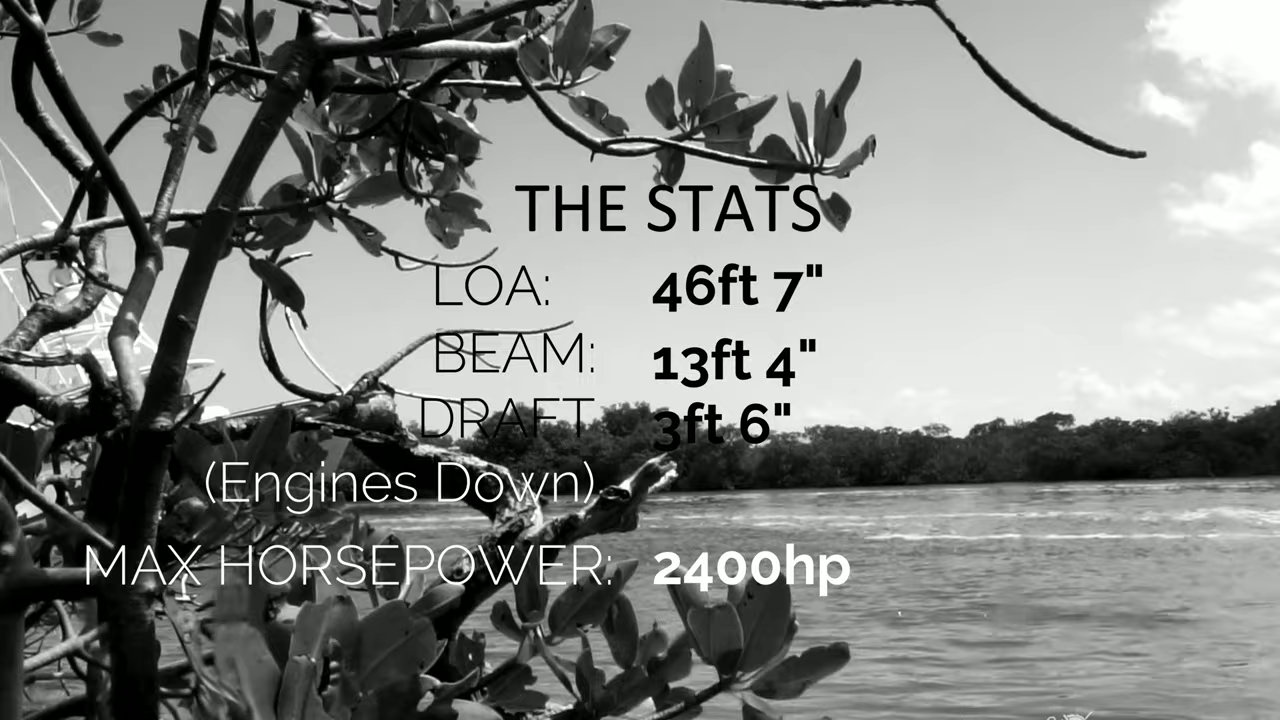 THE STATS
LOA: 46ft 7"
BEAM: 13ft 4"
DRAFT 3ft 6"
(Engines Down)
MAX HORSEPOWER: 2400hp